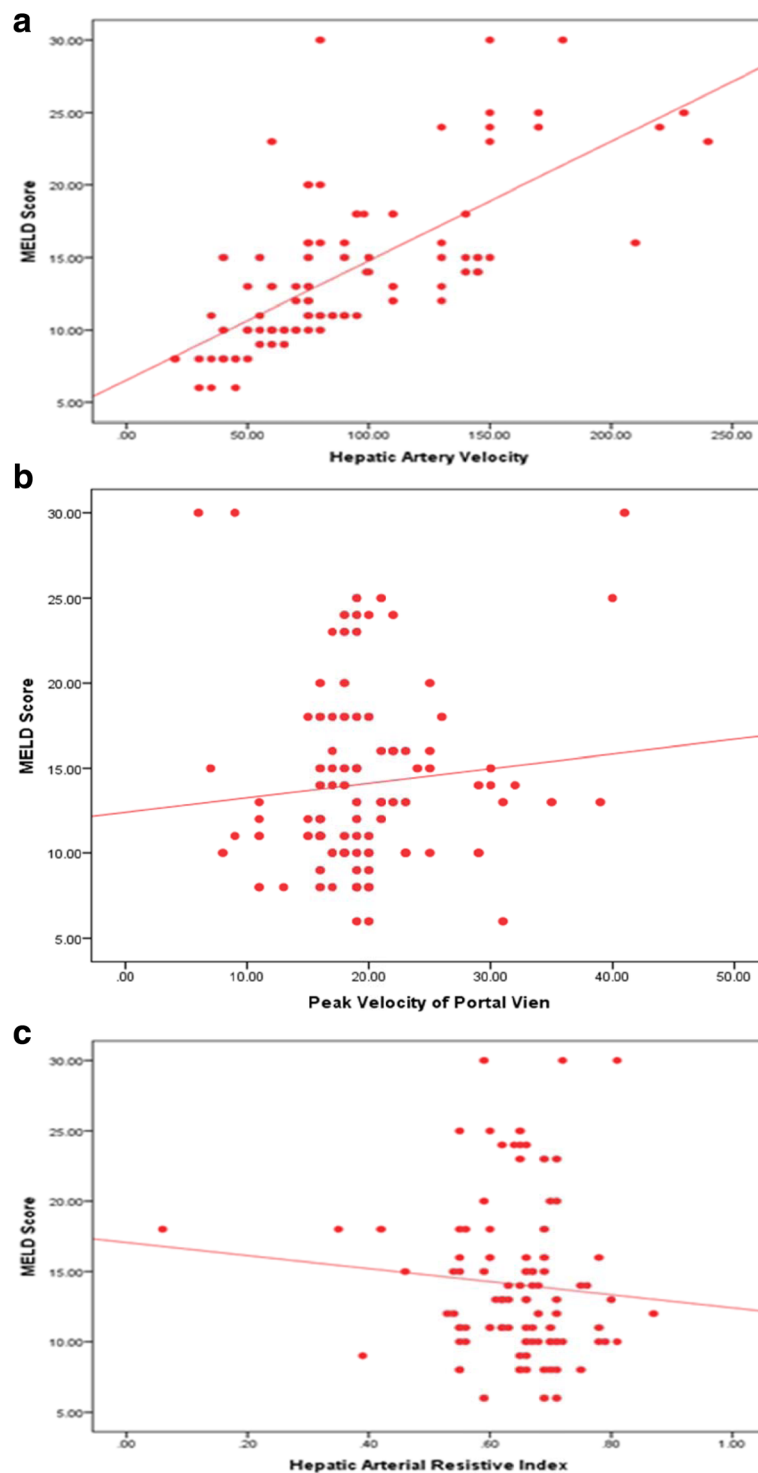 a
30.00
25.00
20.00
15.00
10.00
5.00
MELD Score
.00 50.00 100.00 150.00 200.00 250.00
Hepatic Artery Velocity
b
30.00
25.00
20.00
15.00
10.00
5.00
MELD Score
.00 10.00 20.00 30.00 40.00 50.00
Peak Velocity of Portal Vien
c
30.00
25.00
20.00
15.00
10.00
5.00
MELD Score
.00 .20 .40 .60 .80 1.00
Hepatic Arterial Resistive Index